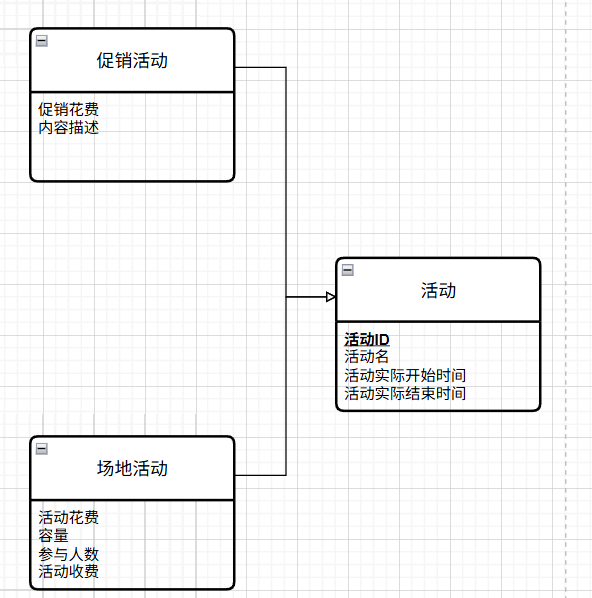 促销活动
促销花费
内容描述
活动
活动ID
活动名
活动实际开始时间
活动实际结束时间
场地活动
活动花费
容量
参与人数
活动收费